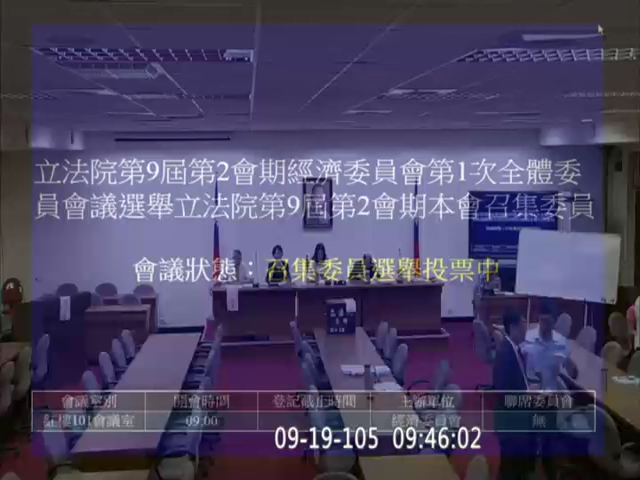 立法院第9屆第2會期經濟委員會第1次全體委
員會議選舉立法院第9屆第2會期本會召集委員
會議狀態：召集委員選舉投票中
會議室別 開會時間 登記截止時間 主辦單位 聯席委員會
紅樓101會議室 09:00 經濟委員會 無
09-19-105 09:46:02